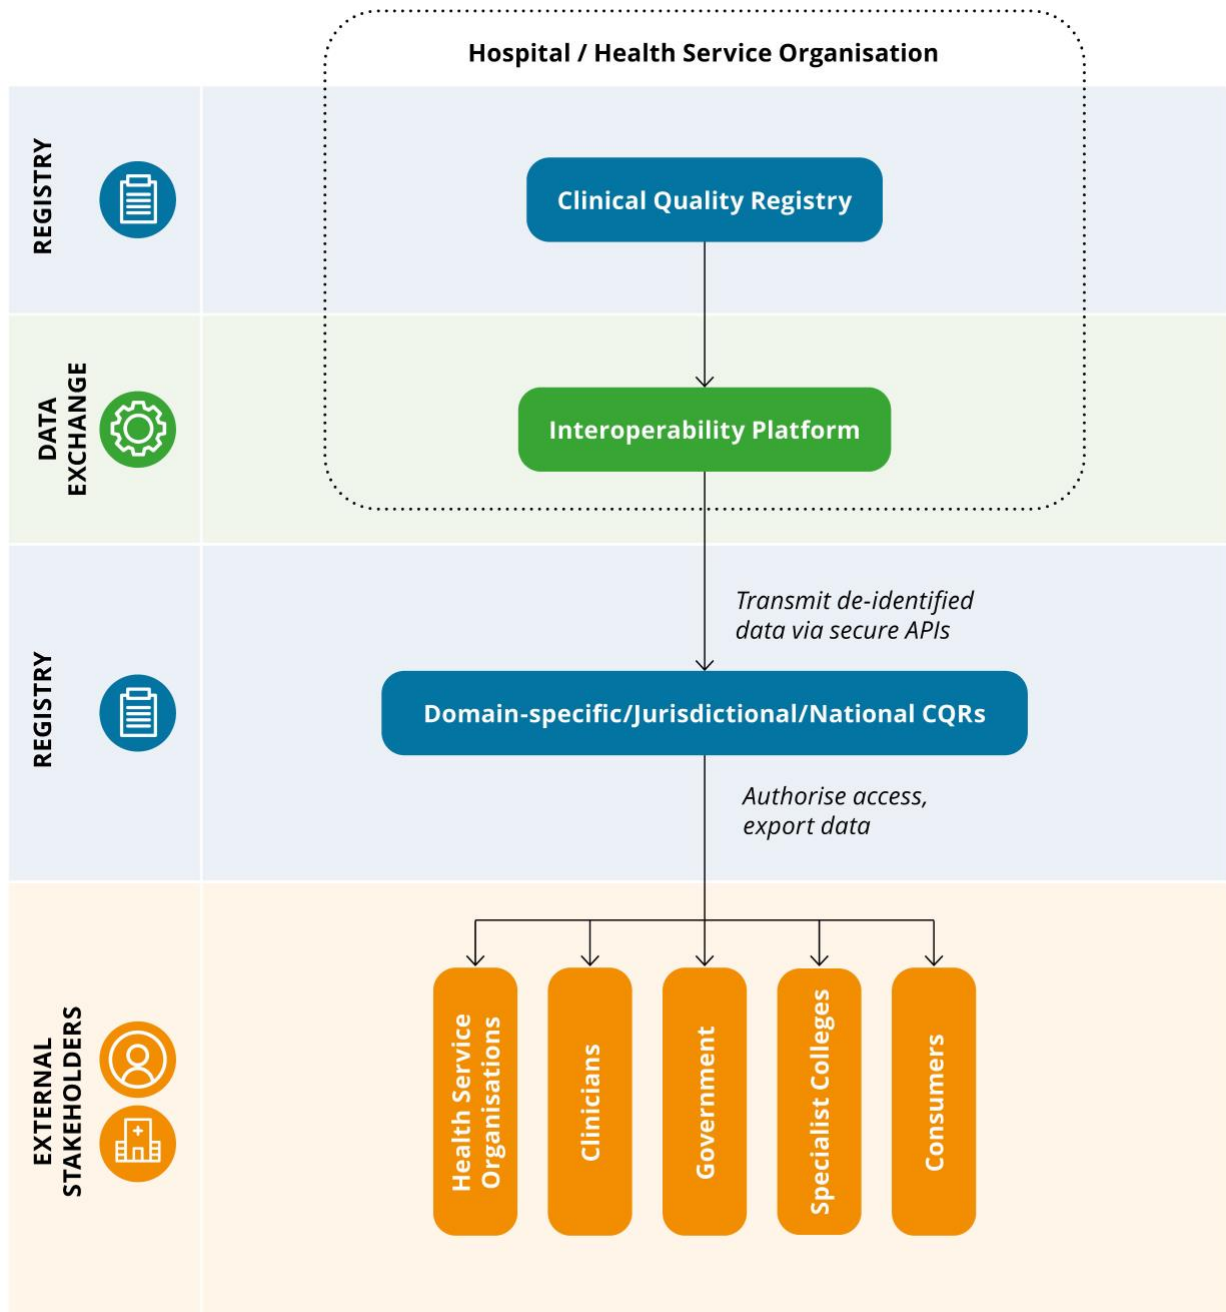 Hospital / Health Service Organisation
REGISTRY
Clinical Quality Registry
DATA
EXCHANGE
Interoperability Platform
Transmit de-identified
data via secure APIs
REGISTRY
Domain-specific/Jurisdictional/National CQRs
Authorise access,
export data
EXTERNAL
STAKEHOLDERS
Health Service
Organisations
Clinicians
Government
Specialist Colleges
Consumers